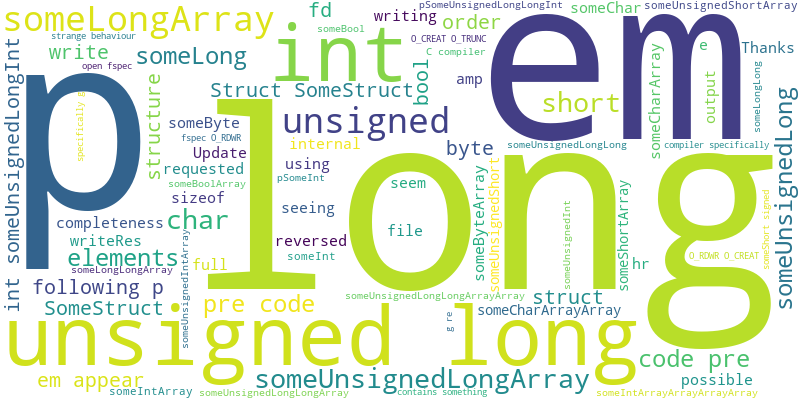 someLongArray
fd
writing
pSomeUnsignedLongLongInt
order
someChar
someUnsignedShortArray
strange behaviour
write
open fspec
someLong
int
someBool
O_CREAT O_TRUNC
C compiler
em
e
Thanks
p
long
Struct SomeStruct
bool
amp
short
someCharArray
output
someLongLong
int someUnsignedLongInt
specifically g
structure
someByte
unsigned
fspec O_RDWR
internal
byte
someUnsignedLongLong
compiler specifically
Update
requested
using
someBoolArray
pSomeInt
seem
sizeof
seeing
char
completeness
writeRes
reversed
file
someByteArray
someUnsignedShort
someUnsignedInt
someShortArray
someShort signed
someUnsignedLong
elements
someLongLongArray
someUnsignedIntArray
full
someInt
hr
O_RDWR O_CREAT
following p
SomeStruct
pre code
someUnsignedLongLongArrayArray
struct
someCharArrayArray
g re
unsigned long
code pre
em appear
someUnsignedLongArray
possible
someIntArray
someUnsignedLongLongArray
contains something
someIntArrayArrayArrayArray